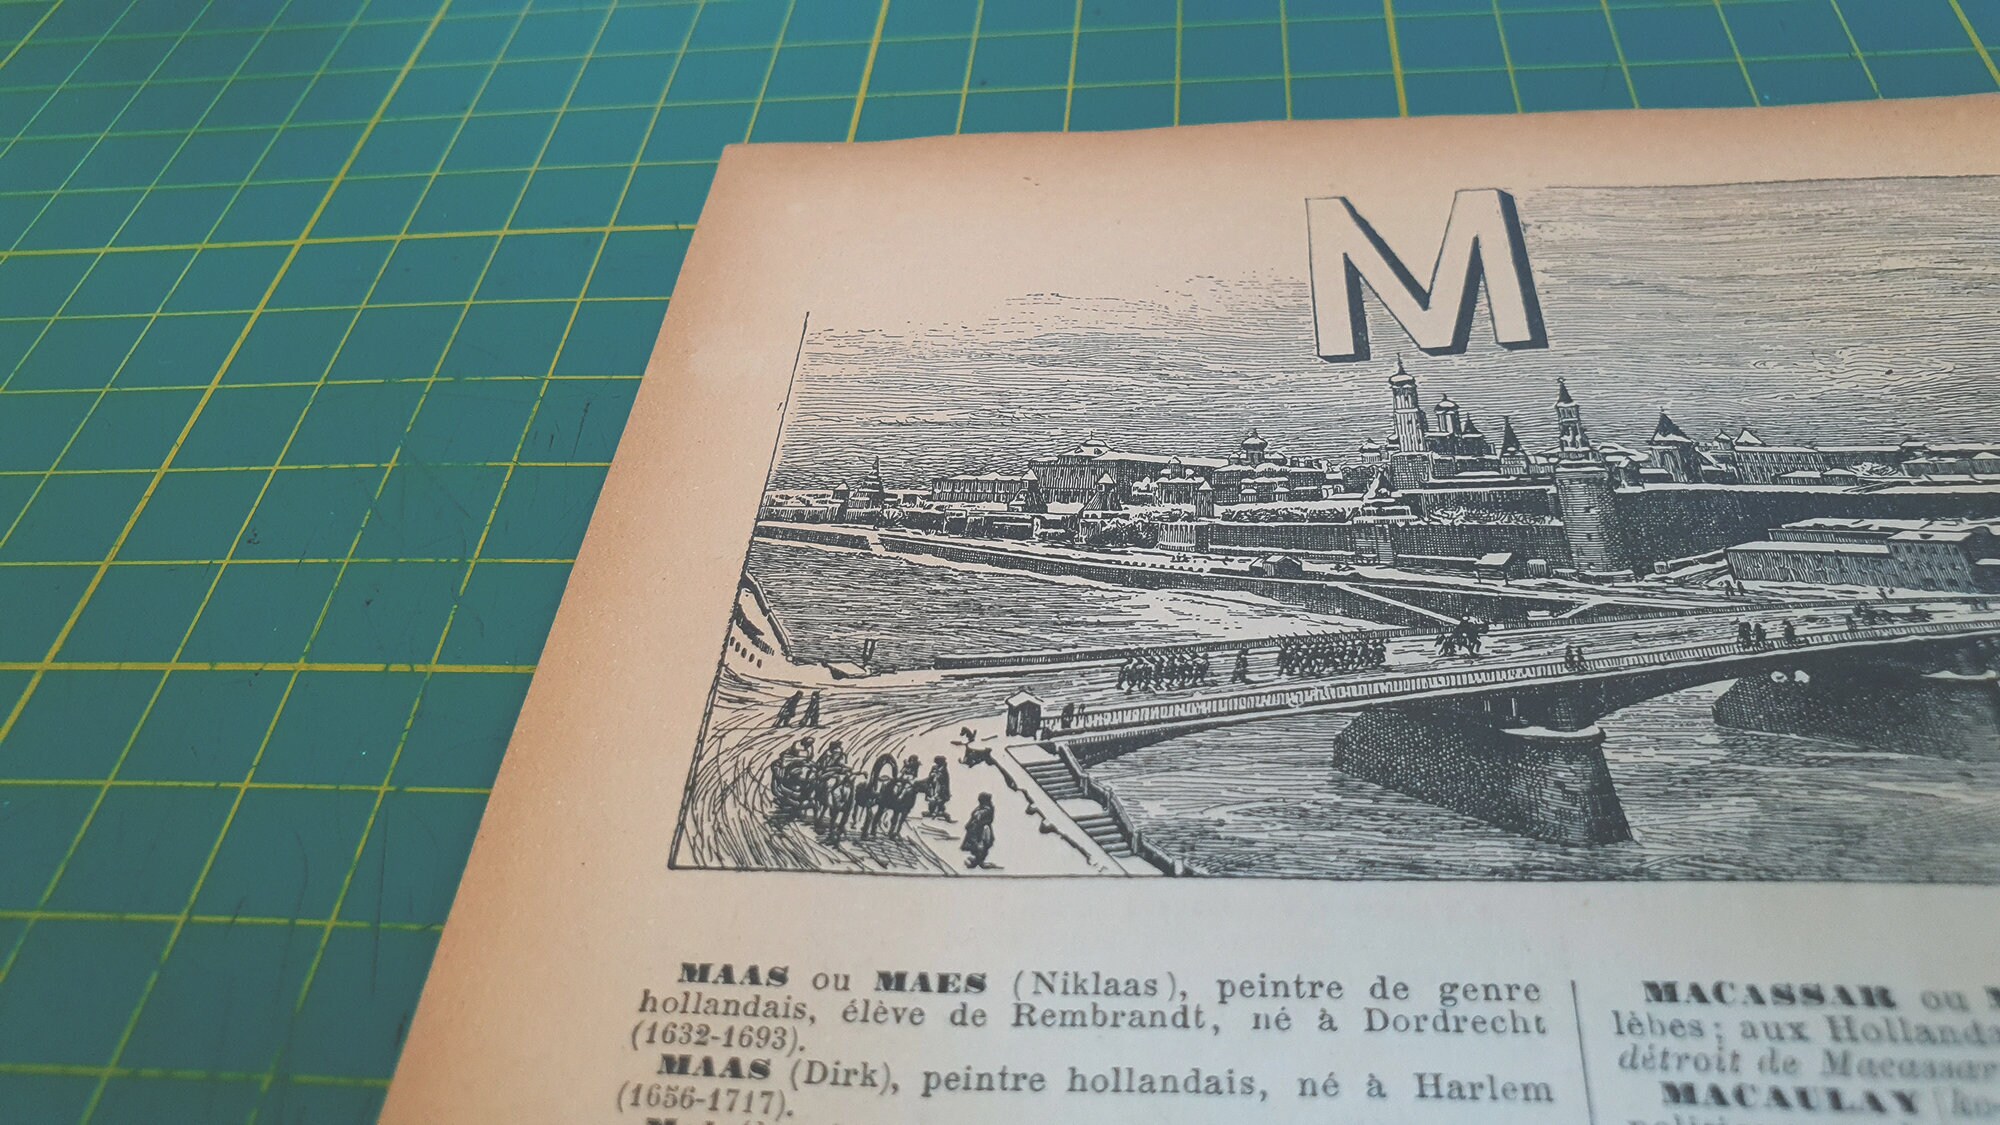 M
MAAS ou MAES (Niklaas), peintre de genre
hollandais, élève de Rembrandt, né à Dordrecht
(1632-1693).
MAAS (Dirk), peintre hollandais, né à Harlem
(1656-1717).
MACASSAR ou
lèbes; aux
détroit de Macassar
MACAULAY